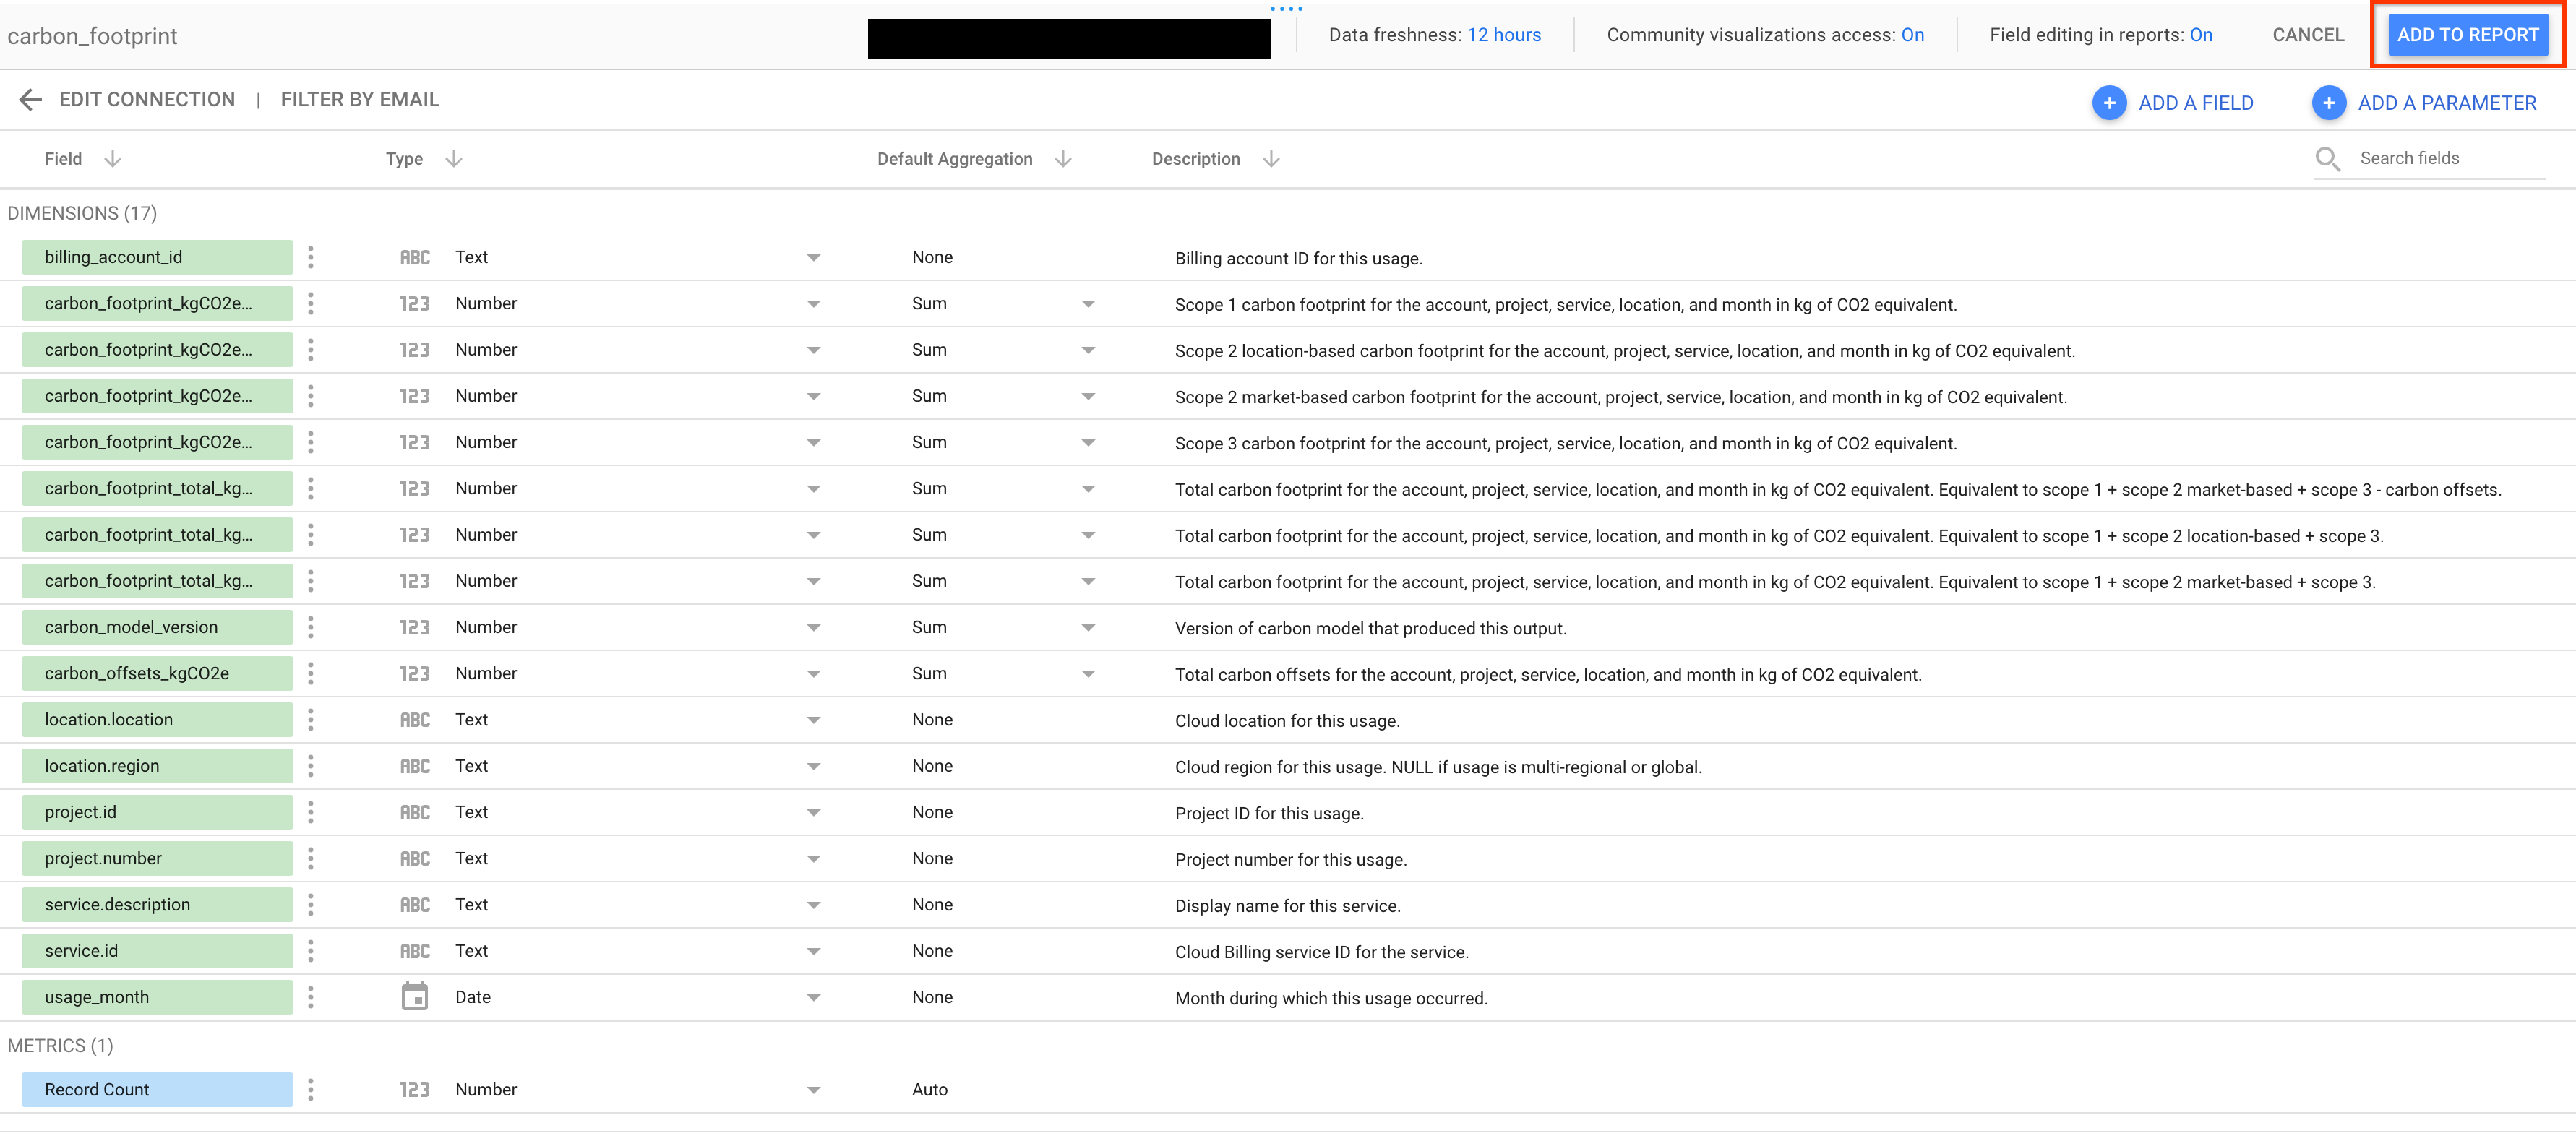 carbon_footprint Data freshness: 12 hours Community visualizations access: On Field editing in reports: On CANCEL ADD TO REPORT
EDIT CONNECTION | FILTER BY EMAIL ADD A FIELD ADD A PARAMETER
Field Type Default Aggregation Description Search fields
DIMENSIONS (17)
billing_account_id ABC Text None Billing account ID for this usage.
carbon_footprint_kgCO2e... 123 Number Sum Scope 1 carbon footprint for the account, project, service, location, and month in kg of CO2 equivalent.
carbon_footprint_kgCO2e... 123 Number Sum Scope 2 location-based carbon footprint for the account, project, service, location, and month in kg of CO2 equivalent.
carbon_footprint_kgCO2e... 123 Number Sum Scope 2 market-based carbon footprint for the account, project, service, location, and month in kg of CO2 equivalent.
carbon_footprint_kgCO2e... 123 Number Sum Scope 3 carbon footprint for the account, project, service, location, and month in kg of CO2 equivalent.
carbon_footprint_total_kg... 123 Number Sum Total carbon footprint for the account, project, service, location, and month in kg of CO2 equivalent. Equivalent to scope 1 + scope 2 market-based + scope 3 - carbon offsets.
carbon_footprint_total_kg... 123 Number Sum Total carbon footprint for the account, project, service, location, and month in kg of CO2 equivalent. Equivalent to scope 1 + scope 2 location-based + scope 3.
carbon_footprint_total_kg... 123 Number Sum Total carbon footprint for the account, project, service, location, and month in kg of CO2 equivalent. Equivalent to scope 1 + scope 2 market-based + scope 3.
carbon_model_version 123 Number Sum Version of carbon model that produced this output.
carbon_offsets_kgCO2e 123 Number Sum Total carbon offsets for the account, project, service, location, and month in kg of CO2 equivalent.
location.location ABC Text None Cloud location for this usage.
location.region ABC Text None Cloud region for this usage. NULL if usage is multi-regional or global.
project.id ABC Text None Project ID for this usage.
project.number ABC Text None Project number for this usage.
service.description ABC Text None Display name for this service.
service.id ABC Text None Cloud Billing service ID for the service.
usage_month Date None Month during which this usage occurred.
METRICS (1)
Record Count 123 Number Auto